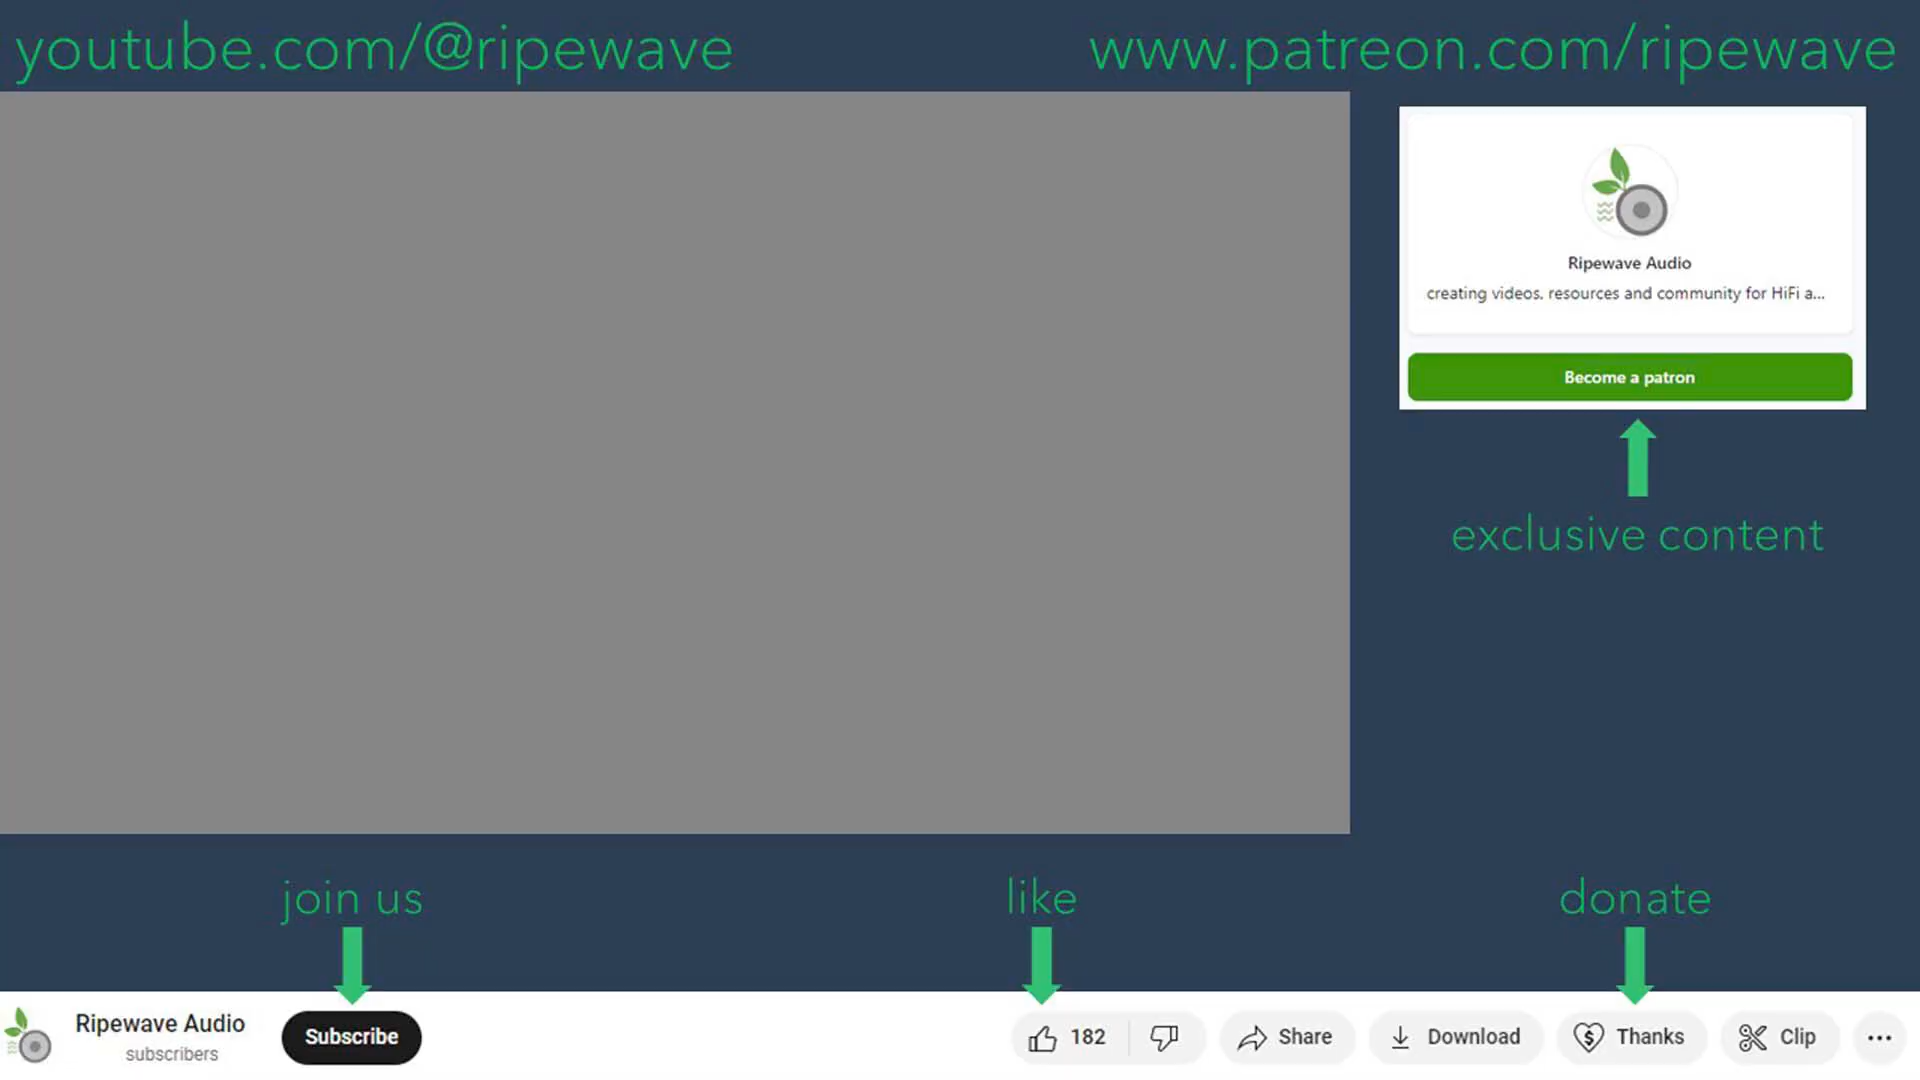 youtube.com/@ripewave
www.patreon.com/ripewave
Ripewave Audio
creating videos, resources and community for HiFi a...
Become a patron
exclusive content
join us
like
donate
Ripewave Audio
subscribers
Subscribe
182
Share
Download
Thanks
Clip